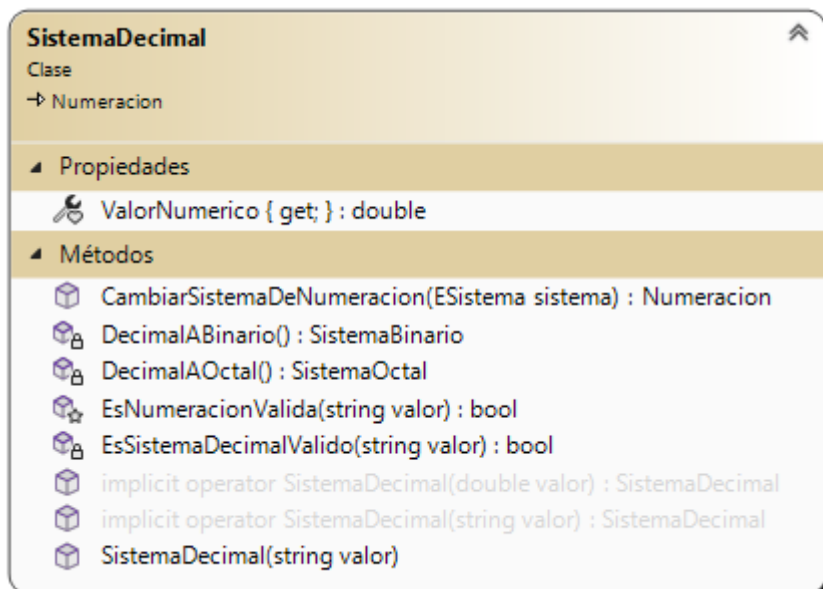 SistemaDecimal
Clase
Numeracion
Propiedades
ValorNumerico { get; } : double
Métodos
CambiarSistemaDeNumeracion(ESistema sistema) : Numeracion
DecimalABinario() : SistemaBinario
DecimalAOctal() : SistemaOctal
EsNumeracionValida(string valor) : bool
EsSistemaDecimalValido(string valor) : bool
implicit operator SistemaDecimal(double valor) : SistemaDecimal
implicit operator SistemaDecimal(string valor) : SistemaDecimal
SistemaDecimal(string valor)